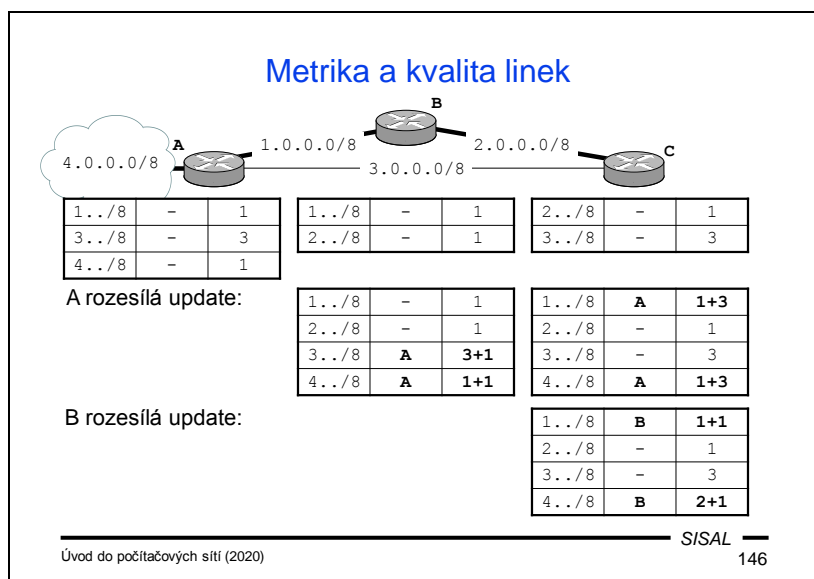 Metrika a kvalita linek
B
A 1.0.0.0/8 2.0.0.0/8 C
4.0.0.0/8 3.0.0.0/8
1../8 - 1 1../8 - 1 2../8 - 1
3../8 - 3 2../8 - 1 3../8 - 3
4../8 - 1
A rozesílá update: 1../8 - 1 1../8 A 1+3
2../8 - 1 2../8 - 1
3../8 A 3+1 3../8 - 3
4../8 A 1+1 4../8 A 1+3
B rozesílá update: 1../8 B 1+1
2../8 - 1
3../8 - 3
4../8 B 2+1
SISAL
Úvod do počítačových sítí (2020) 146